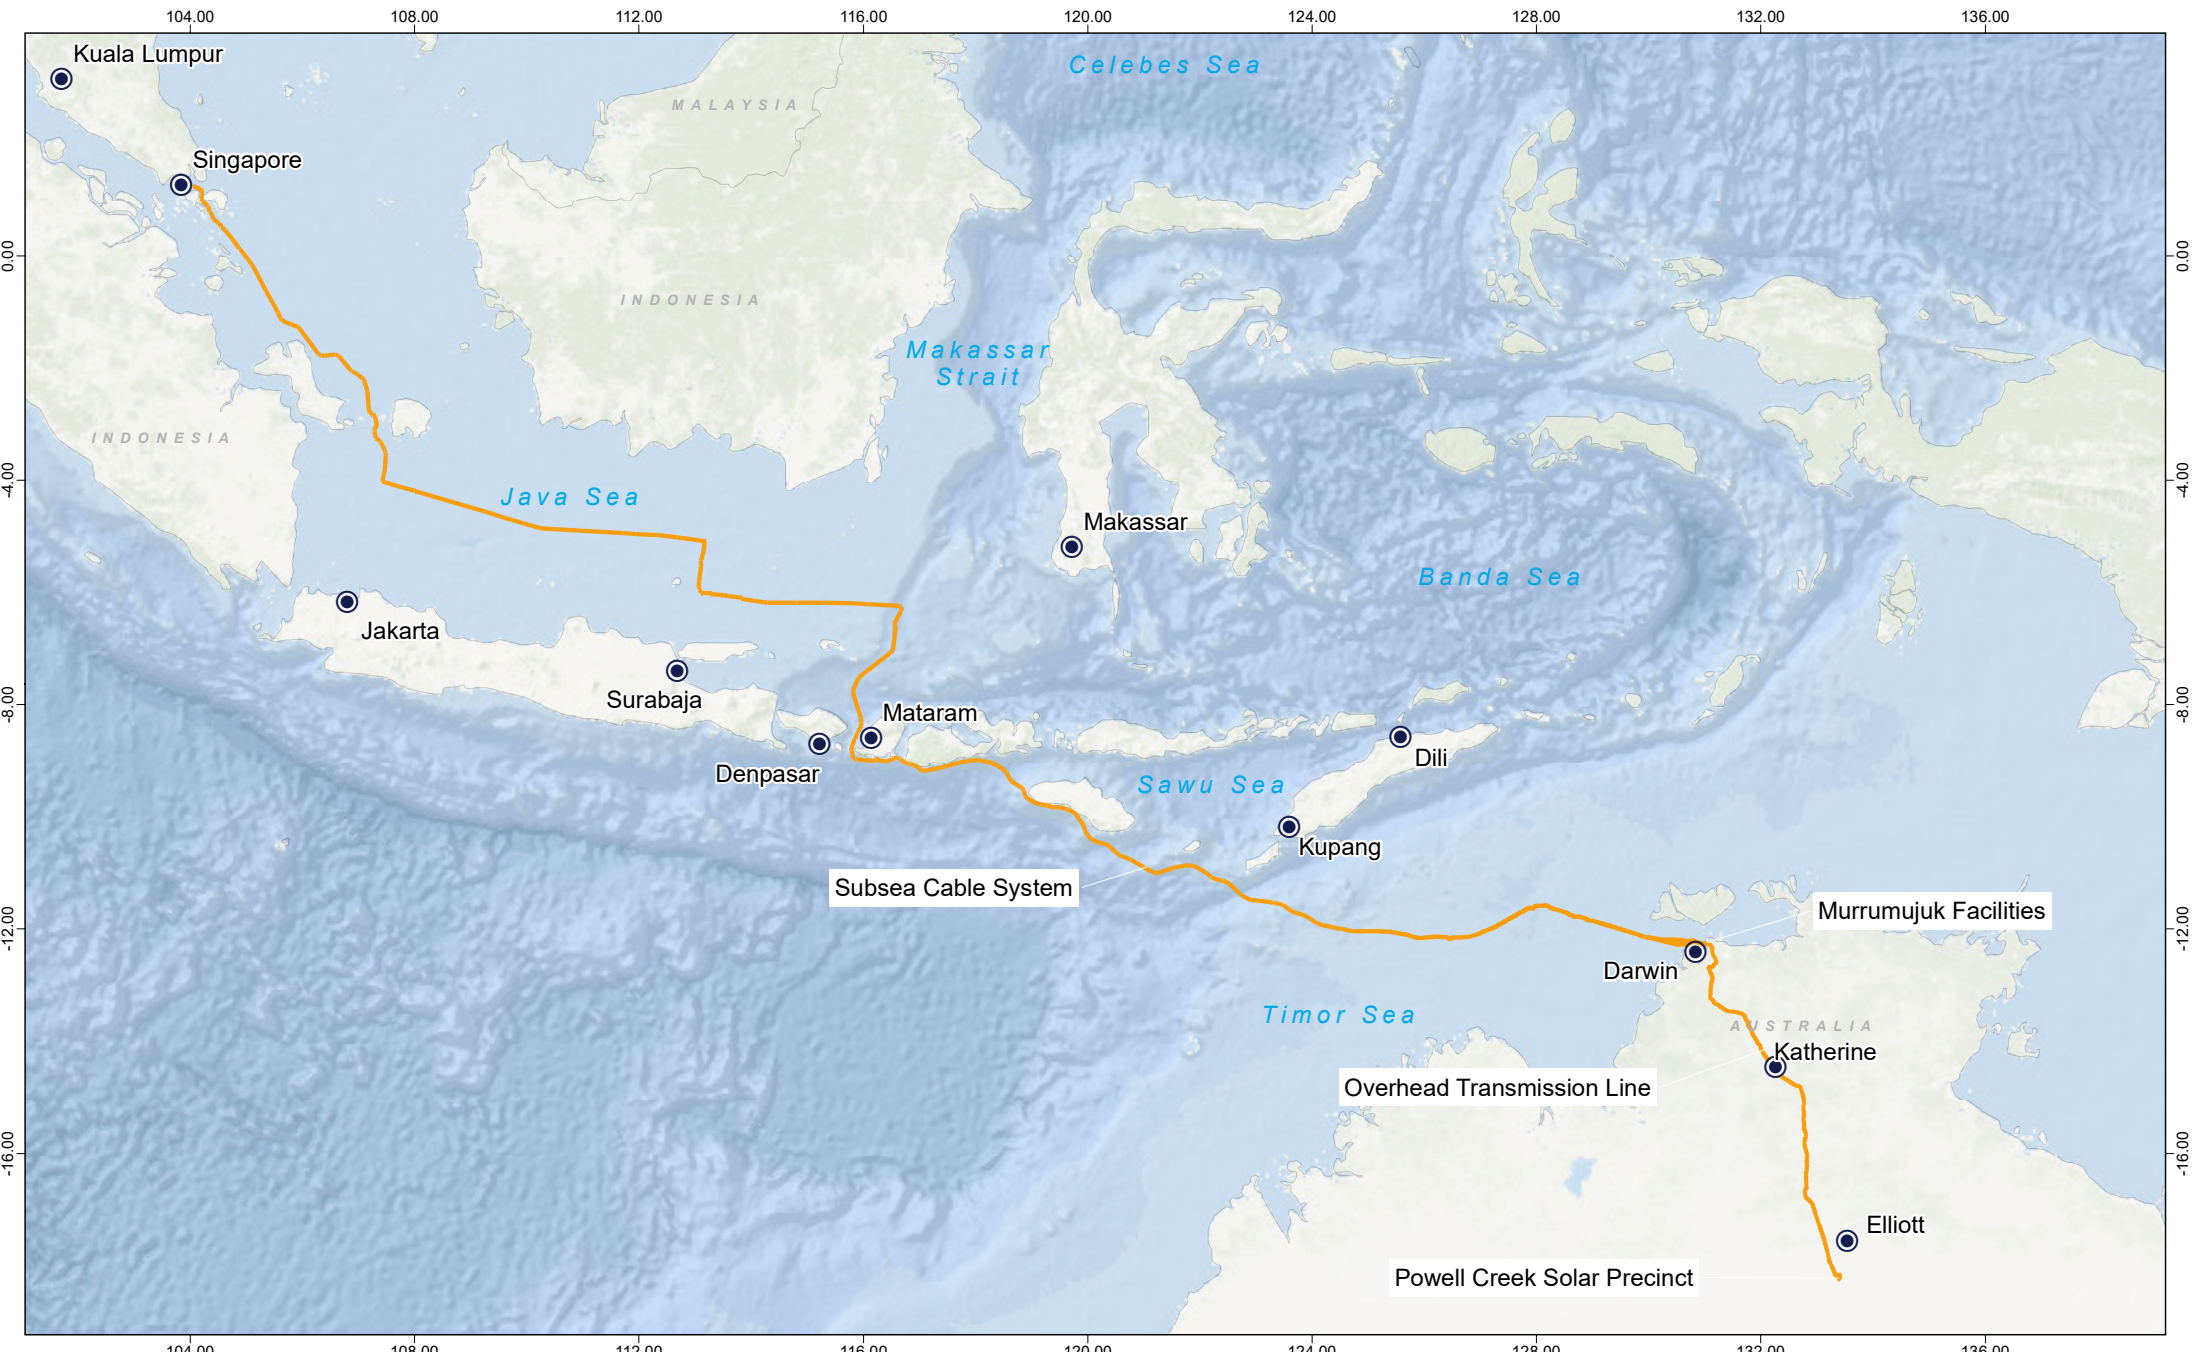 104.00
108.00
112.00
116.00
120.00
124.00
128.00
132.00
136.00
Kuala Lumpur
Celebes Sea
MALAYSIA
Singapore
0.00
0.00
INDONESIA
Makassar
Strait
INDONESIA
-4.00
-4.00
Java Sea
Makassar
Banda Sea
Jakarta
Surabaja
-8.00
-8.00
Mataram
Denpasar
Dili
Sawu Sea
Kupang
Subsea Cable System
Murrumujuk Facilities
-12.00
-12.00
Darwin
Timor Sea
AUSTRALIA
Katherine
Overhead Transmission Line
-16.00
-16.00
Elliott
Powell Creek Solar Precinct
104.00
108.00
112.00
116.00
120.00
124.00
128.00
132.00
136.00